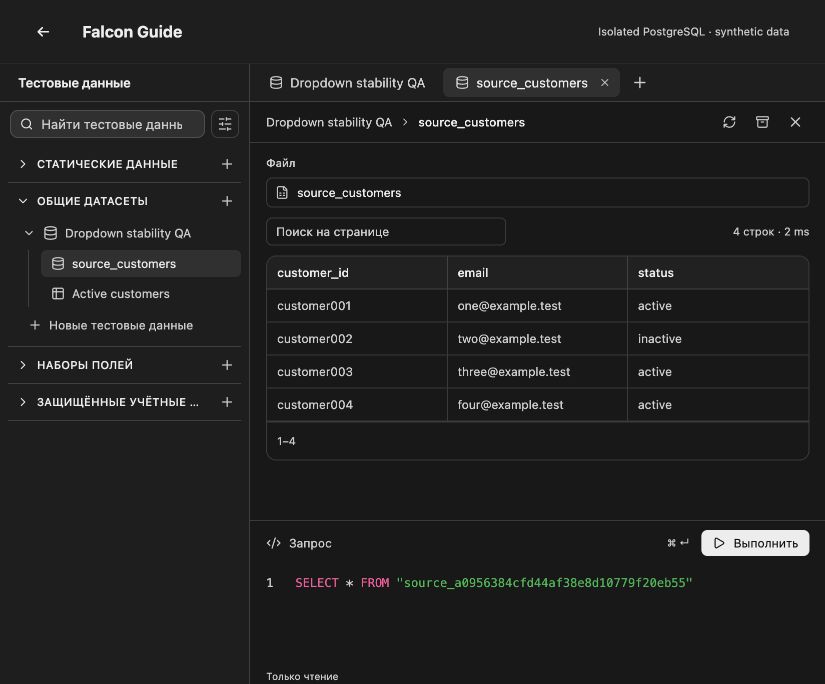 Falcon Guide
Isolated PostgreSQL · synthetic data
Тестовые данные
Найти тестовые данны
СТАТИЧЕСКИЕ ДАННЫЕ
ОБЩИЕ ДАТАСЕТЫ
Dropdown stability QA
source_customers
Active customers
Новые тестовые данные
НАБОРЫ ПОЛЕЙ
ЗАЩИЩЁННЫЕ УЧЁТНЫЕ ...
Dropdown stability QA source_customers
Dropdown stability QA > source_customers
Файл
source_customers
Поиск на странице
4 строк · 2 ms
customer_id email status
customer001 one@example.test active
customer002 two@example.test inactive
customer003 three@example.test active
customer004 four@example.test active
1–4
Запрос ⌘ ↵ Выполнить
1 SELECT * FROM "source_a0956384cfd44af38e8d10779f20eb55"
Только чтение